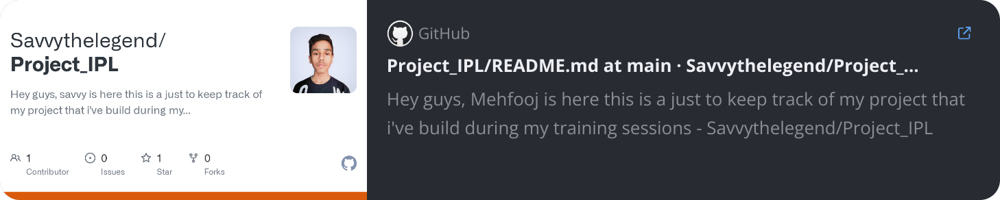 Savvythelegend/
Project_IPL
Hey guys, savvy is here this is a just to keep track of
my project that i've build during my...
1
Contributor
0
Issues
1
Star
0
Forks
GitHub
Project_IPL/README.md at main · Savvythelegend/Project_...
Hey guys, Mehfooj is here this is a just to keep track of my project that
i've build during my training sessions - Savvythelegend/Project_IPL